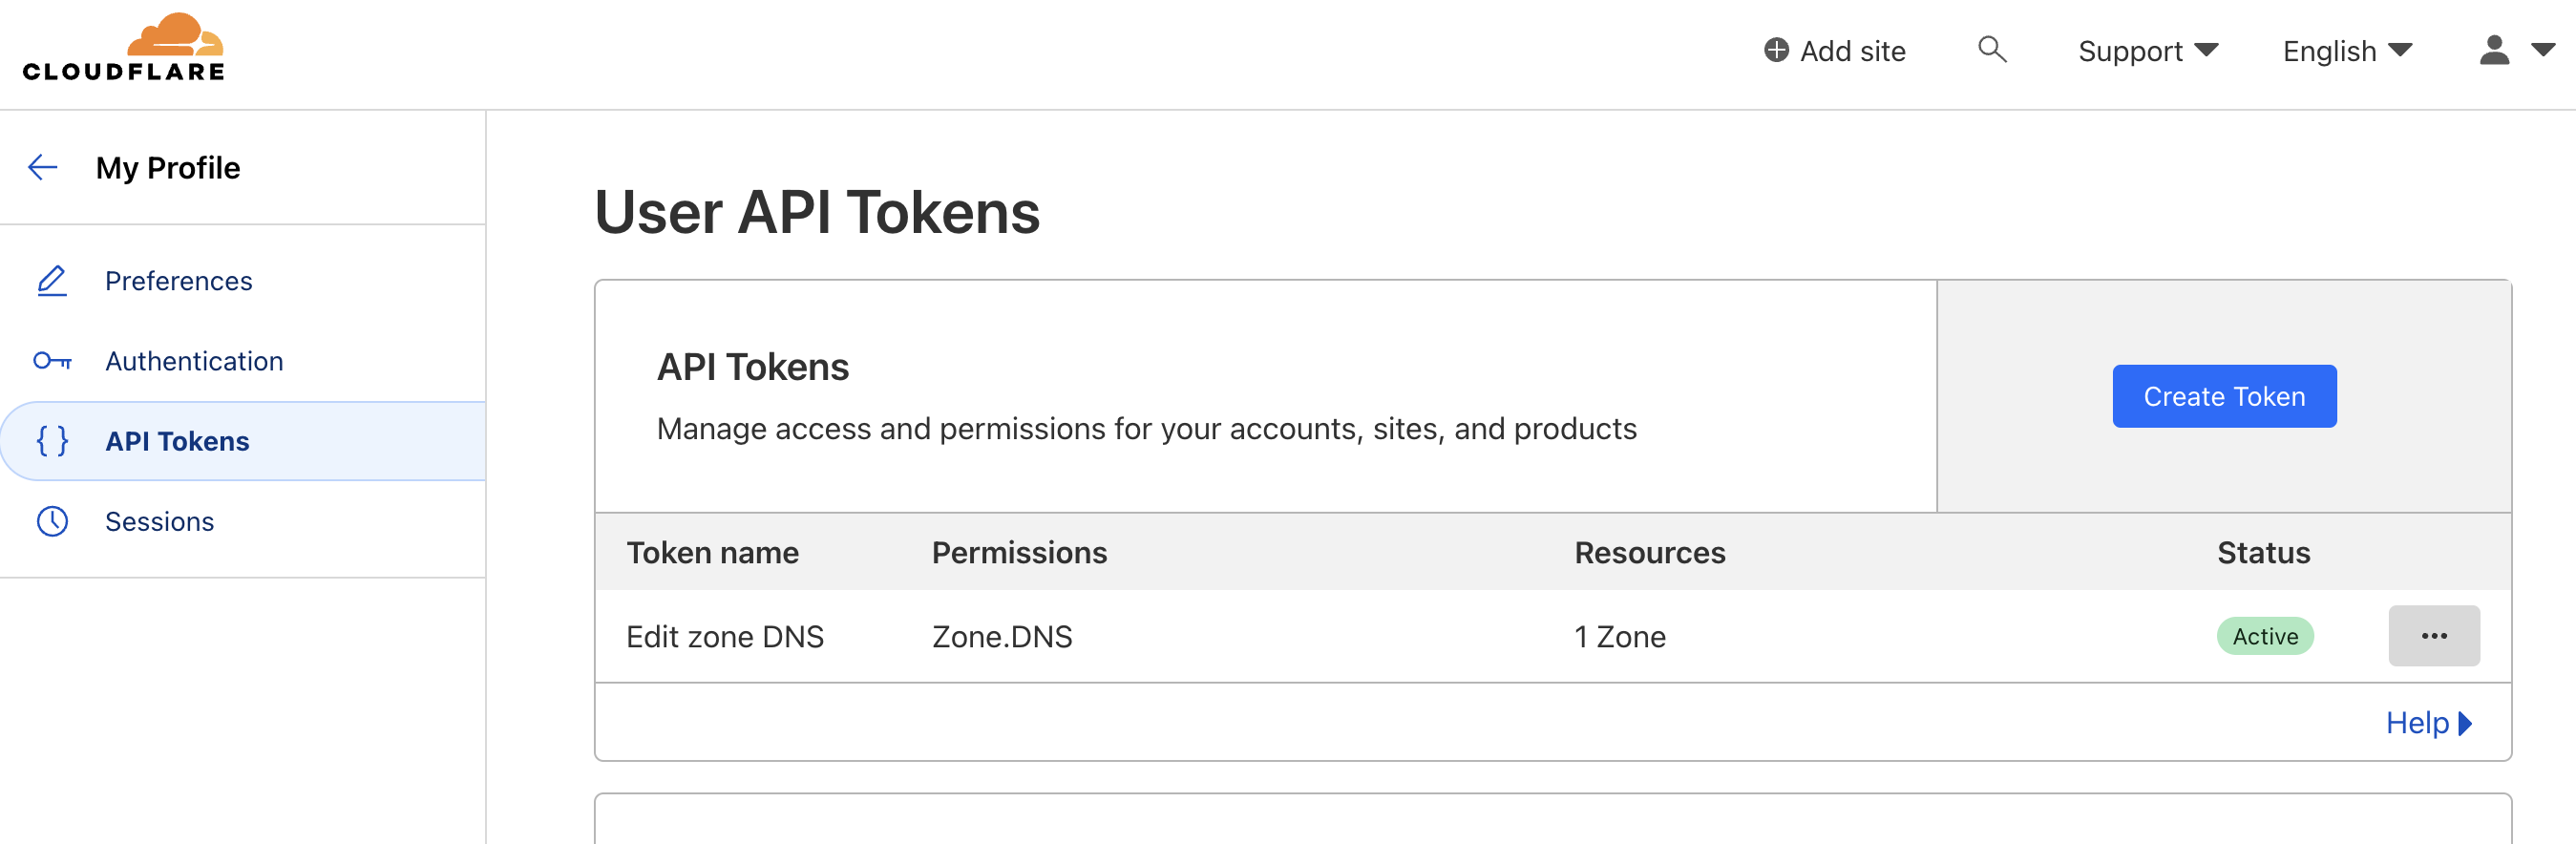 CLOUDFLARE
Add site
Support
English
My Profile
Preferences
Authentication
API Tokens
Sessions
User API Tokens
API Tokens
Manage access and permissions for your accounts, sites, and products
Create Token
Token name Permissions Resources Status
Edit zone DNS Zone.DNS 1 Zone Active
Help